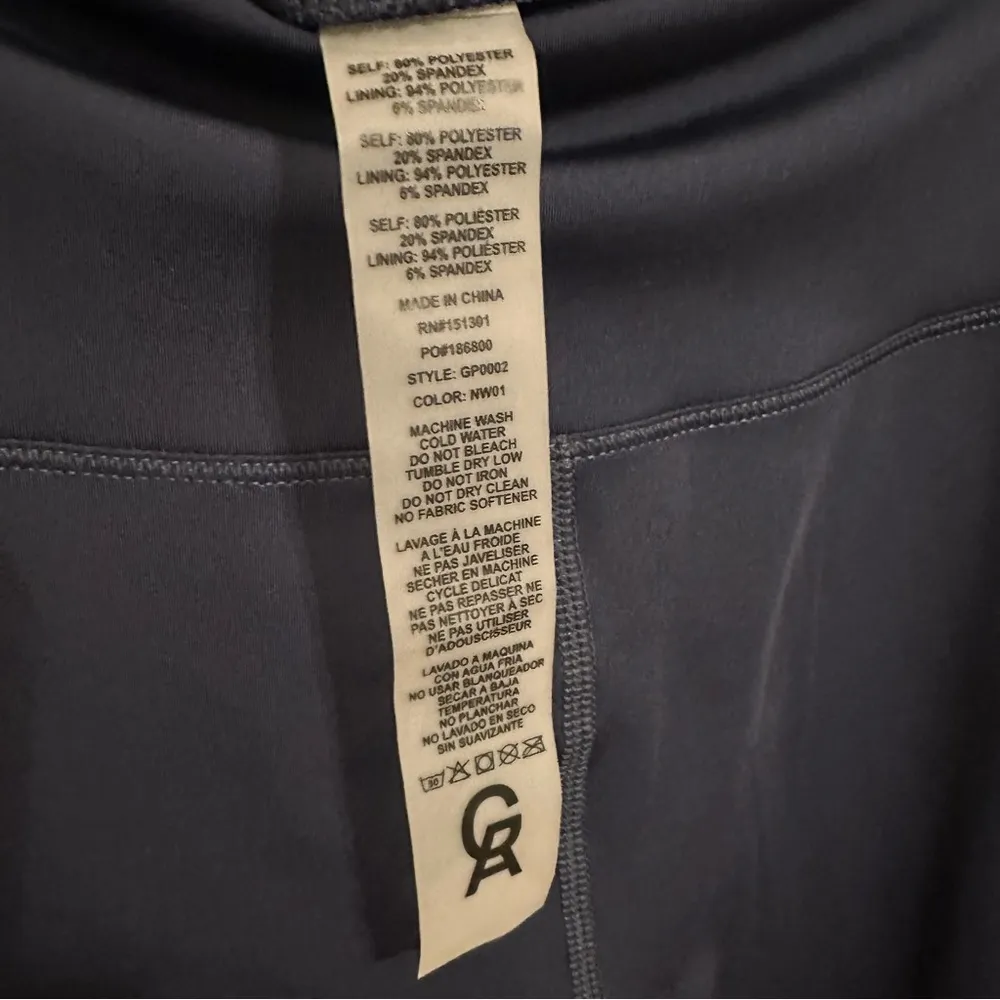 SELF: 80% POLYESTER
20% SPANDEX
LINING: 94% POLYESTER
6% SPANDEX
SELF: 80% POLYESTER
20% SPANDEX
LINING: 94% POLYESTER
6% SPANDEX
SELF: 80% POLIÉSTER
20% SPANDEX
LINING: 94% POLIÉSTER
6% SPANDEX
MADE IN CHINA
RN#151301
PO#186800
STYLE: GP0002
COLOR: NW01
MACHINE WASH
COLD WATER
DO NOT BLEACH
TUMBLE DRY LOW
DO NOT IRON
DO NOT DRY CLEAN
NO FABRIC SOFTENER
LAVAGE À LA MACHINE
A L'EAU FROIDE
NE PAS JAVELISER
SECHER EN MACHINE
CYCLE DELICAT
NE PAS REPASSER NE
PAS NETTOYER À SEC
NE PAS UTILISER
D'ADOUSCISSEUR
LAVADO A MAQUINA
CON AGUA FRIA
NO USAR BLANQUEADOR
SECAR A BAJA
TEMPERATURA
NO PLANCHAR
NO LAVADO EN SECO
SIN SUAVIZANTE
30
GA